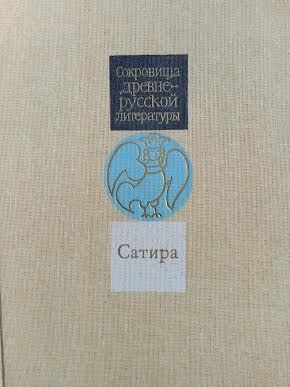 Сокровища
древне-
русской
литературы
Сатира